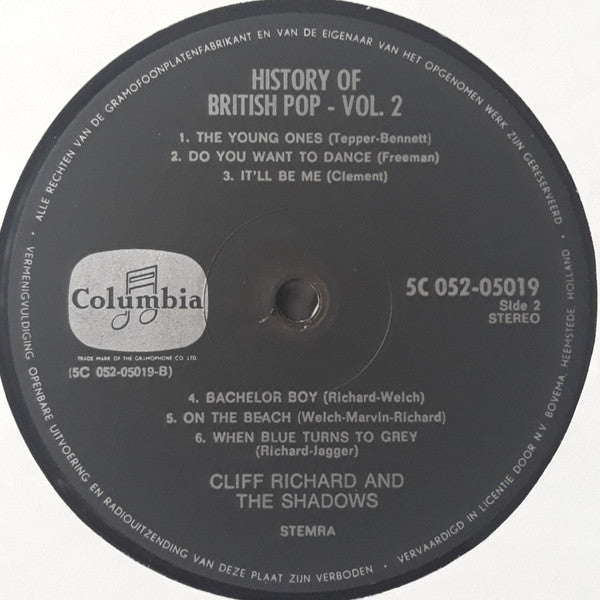 ALLE RECHTEN VAN DE GRAMOFOONPLATENFABRIKANT EN VAN DE EIGENAAR VAN HET OPGENOMEN WERK ZIJN GERESERVEERD
HISTORY OF
BRITISH POP - VOL. 2
1. THE YOUNG ONES (Tepper-Bennett)
2. DO YOU WANT TO DANCE (Freeman)
3. IT'LL BE ME (Clement)
Columbia
TRADE MARK OF THE GRAMOPHONE CO. LTD.
(5C 052-05019-B)
5C 052-05019
Side 2
STEREO
4. BACHELOR BOY (Richard-Welch)
5. ON THE BEACH (Welch-Marvin-Richard)
6. WHEN BLUE TURNS TO GREY
(Richard-Jagger)
CLIFF RICHARD AND
THE SHADOWS
STEMRA
VERMENIGVULDIGING OPENBARE UITVOERING EN RADIOUITZENDING VAN DEZE PLAAT ZIJN VERBODEN
VERVAARDIGD IN LICENTIE DOOR N.V. BOVEMA, HEEMSTEDE, HOLLAND